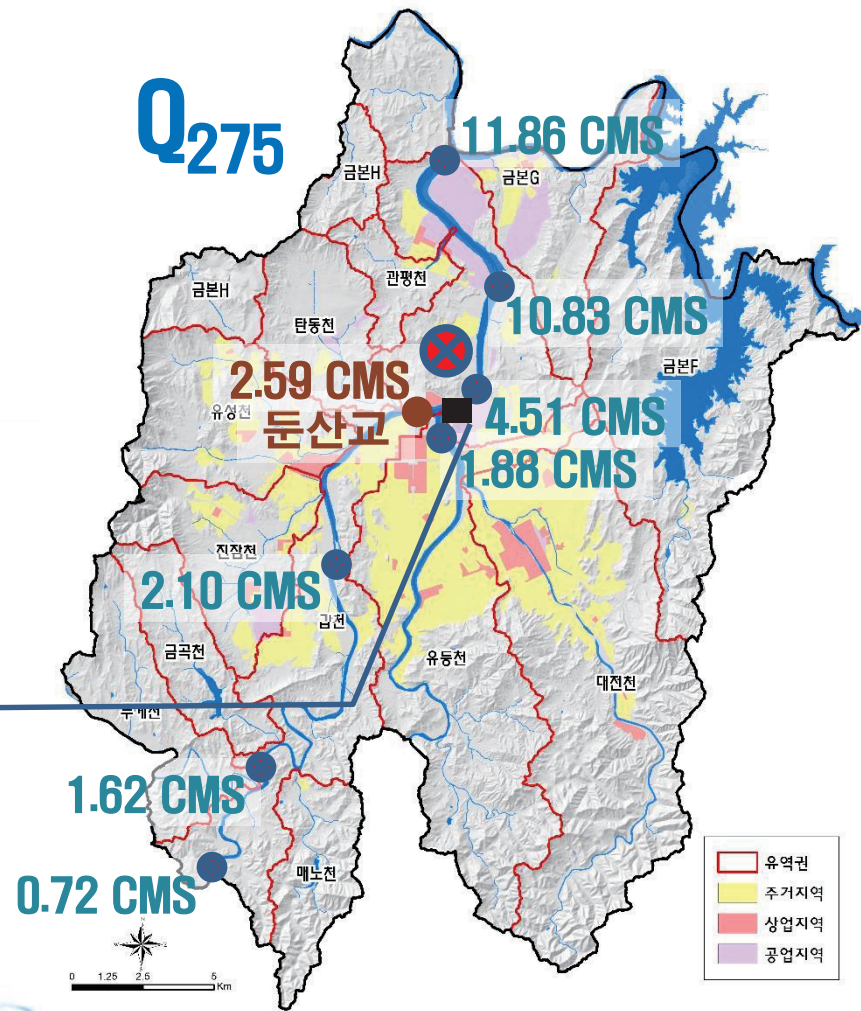 Q275
11.86 CMS
금본H
금본G
관평천
금본H
탄동천
10.83 CMS
금본F
2.59 CMS
유성천
둔산교
4.51 CMS
1.88 CMS
진잠천
2.10 CMS
갑천
금곡천
유등천
대전천
두계천
1.62 CMS
매노천
0.72 CMS
유역권
주거지역
상업지역
공업지역
N
W E
S
0 1.25 2.5 5
Km